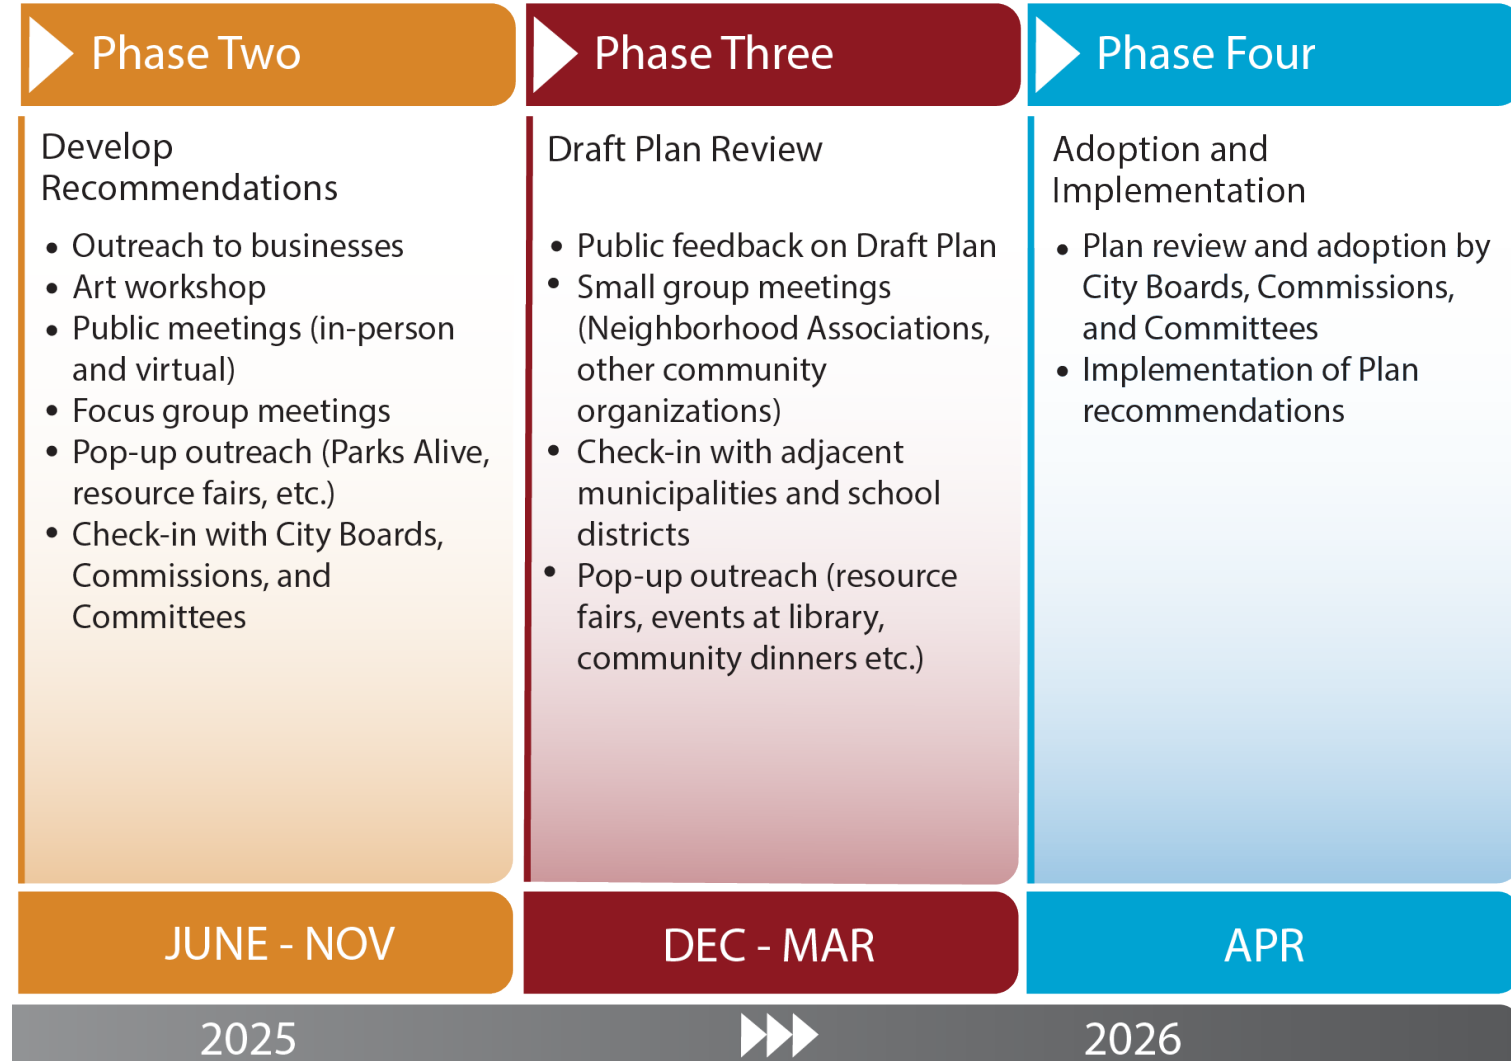 Phase Two
Develop
Recommendations
• Outreach to businesses
• Art workshop
• Public meetings (in-person
and virtual)
• Focus group meetings
• Pop-up outreach (Parks Alive,
resource fairs, etc.)
• Check-in with City Boards,
Commissions, and
Committees
JUNE - NOV
Phase Three
Draft Plan Review
• Public feedback on Draft Plan
• Small group meetings
(Neighborhood Associations,
other community
organizations)
• Check-in with adjacent
municipalities and school
districts
• Pop-up outreach (resource
fairs, events at library,
community dinners etc.)
DEC - MAR
Phase Four
Adoption and
Implementation
• Plan review and adoption by
City Boards, Commissions,
and Committees
• Implementation of Plan
recommendations
APR
2025
2026